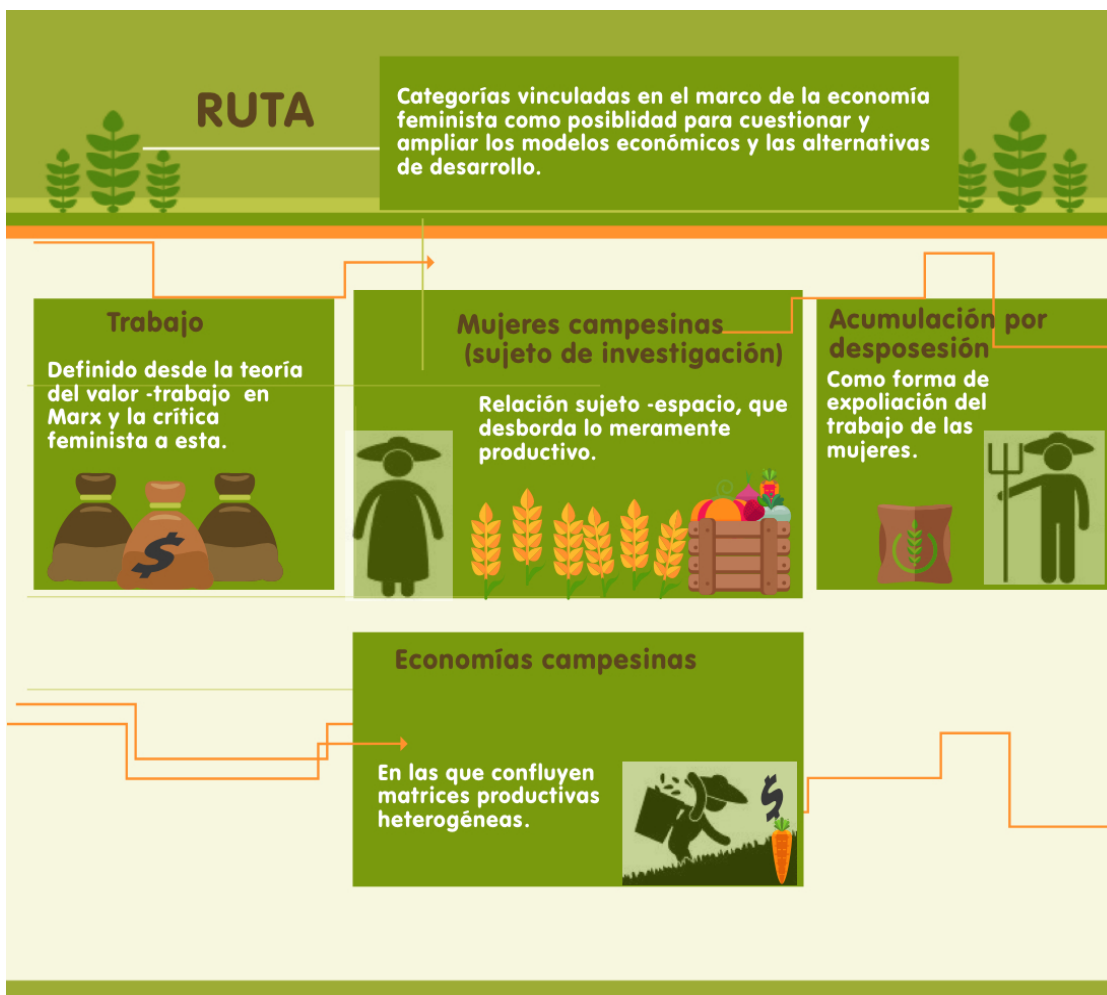 RUTA
Categorías vinculadas en el marco de la economía
feminista como posiblidad para cuestionar y
ampliar los modelos económicos y las alternativas
de desarrollo.
Trabajo
Definido desde la teoría
del valor -trabajo en
Marx y la crítica
feminista a esta.
$
Mujeres campesinas
(sujeto de investigación)
Relación sujeto -espacio, que
desborda lo meramente
productivo.
Acumulación por
desposesión
Como forma de
expoliación del
trabajo de las
mujeres.
Economías campesinas
En las que confluyen
matrices productivas
heterogéneas.
$